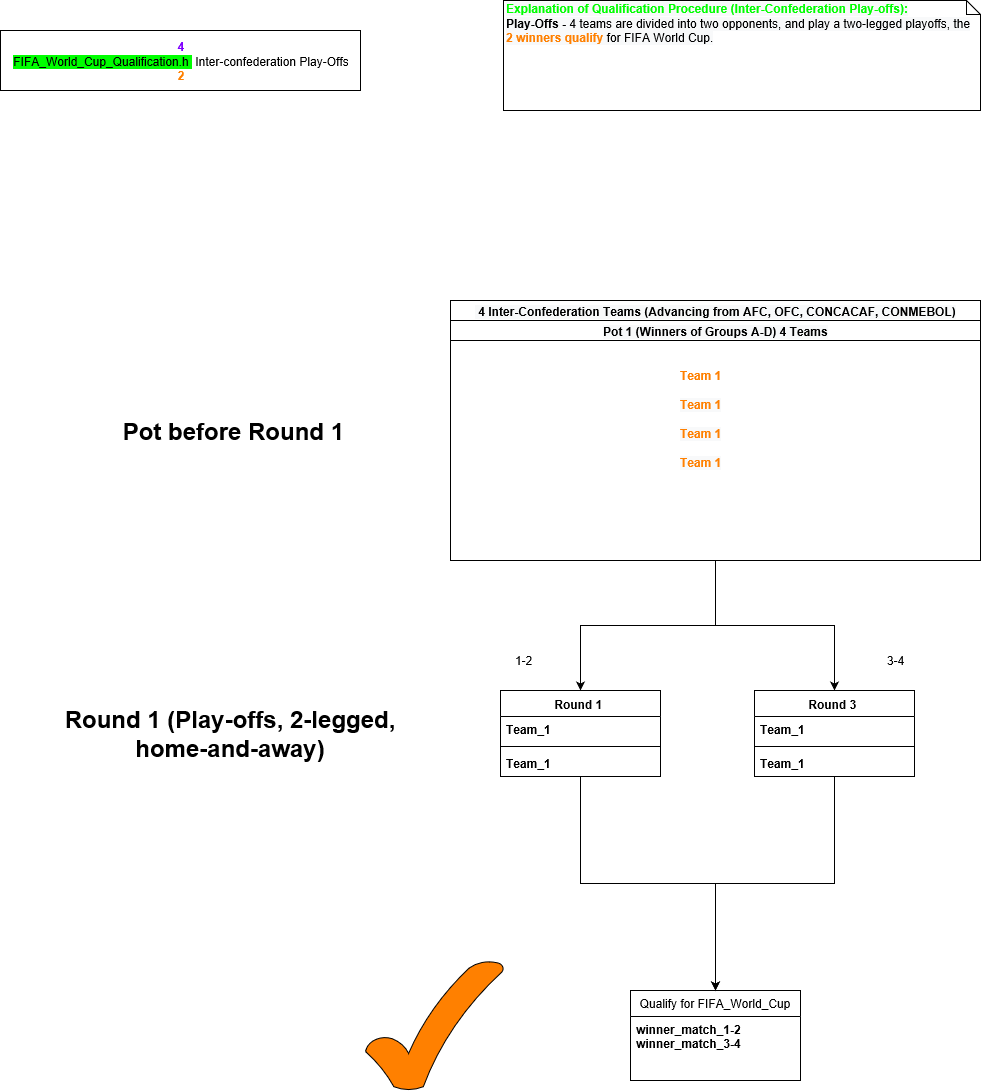 4
FIFA_World_Cup_Qualification.h Inter-confederation Play-Offs
2
Explanation of Qualification Procedure (Inter-Confederation Play-offs):
Play-Offs - 4 teams are divided into two opponents, and play a two-legged playoffs, the
2 winners qualify for FIFA World Cup.
4 Inter-Confederation Teams (Advancing from AFC, OFC, CONCACAF, CONMEBOL)
Pot 1 (Winners of Groups A-D) 4 Teams
Team 1
Team 1
Team 1
Team 1
Pot before Round 1
1-2
3-4
Round 1 (Play-offs, 2-legged,
home-and-away)
Round 1
Team_1
Team_1
Round 3
Team_1
Team_1
Qualify for FIFA_World_Cup
winner_match_1-2
winner_match_3-4